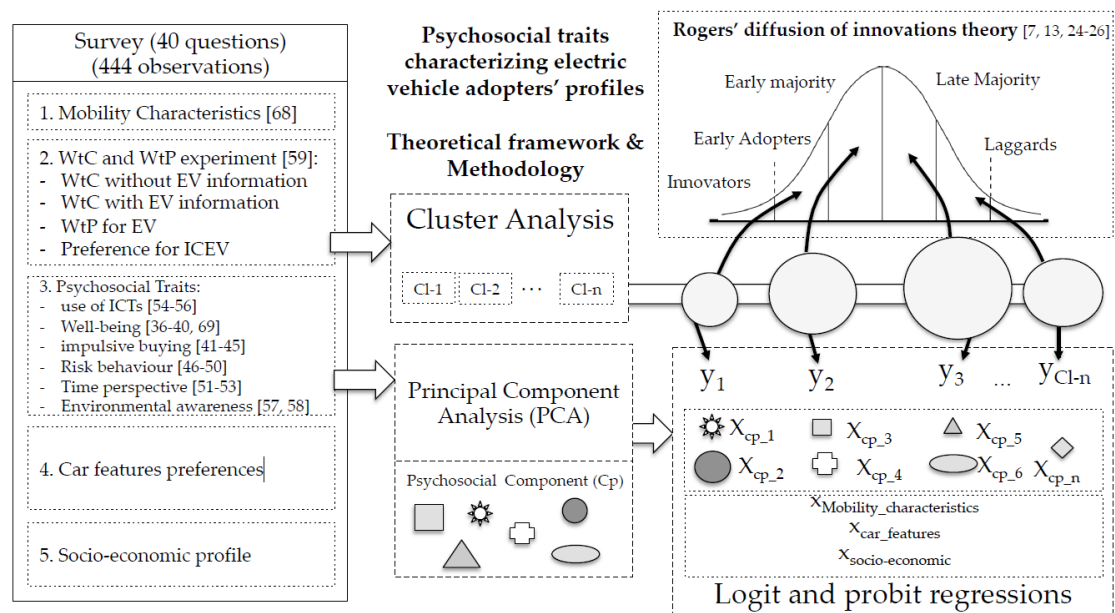 Survey (40 questions)
(444 observations)
1. Mobility Characteristics [68]
2. WtC and WtP experiment [59]:
- WtC without EV information
- WtC with EV information
- WtP for EV
- Preference for ICEV
3. Psychosocial Traits:
- use of ICTs [54-56]
- Well-being [36-40, 69]
- impulsive buying [41-45]
- Risk behaviour [46-50]
- Time perspective [51-53]
- Environmental awareness [57, 58]
4. Car features preferences
5. Socio-economic profile
Psychosocial traits
characterizing electric
vehicle adopters' profiles
Theoretical framework &
Methodology
Cluster Analysis
Cl-1 Cl-2 ... Cl-n
Principal Component
Analysis (PCA)
Psychosocial Component (Cp)
Rogers' diffusion of innovations theory [7, 13, 24-26]
Early majority
Late Majority
Early Adopters
Laggards
Innovators
y1 y2 y3 ... yCl-n
Xcp_1 Xcp_3 Xcp_5
Xcp_2 Xcp_4 Xcp_6 Xcp_n
xMobility_characteristics
xcar_features
xsocio-economic
Logit and probit regressions